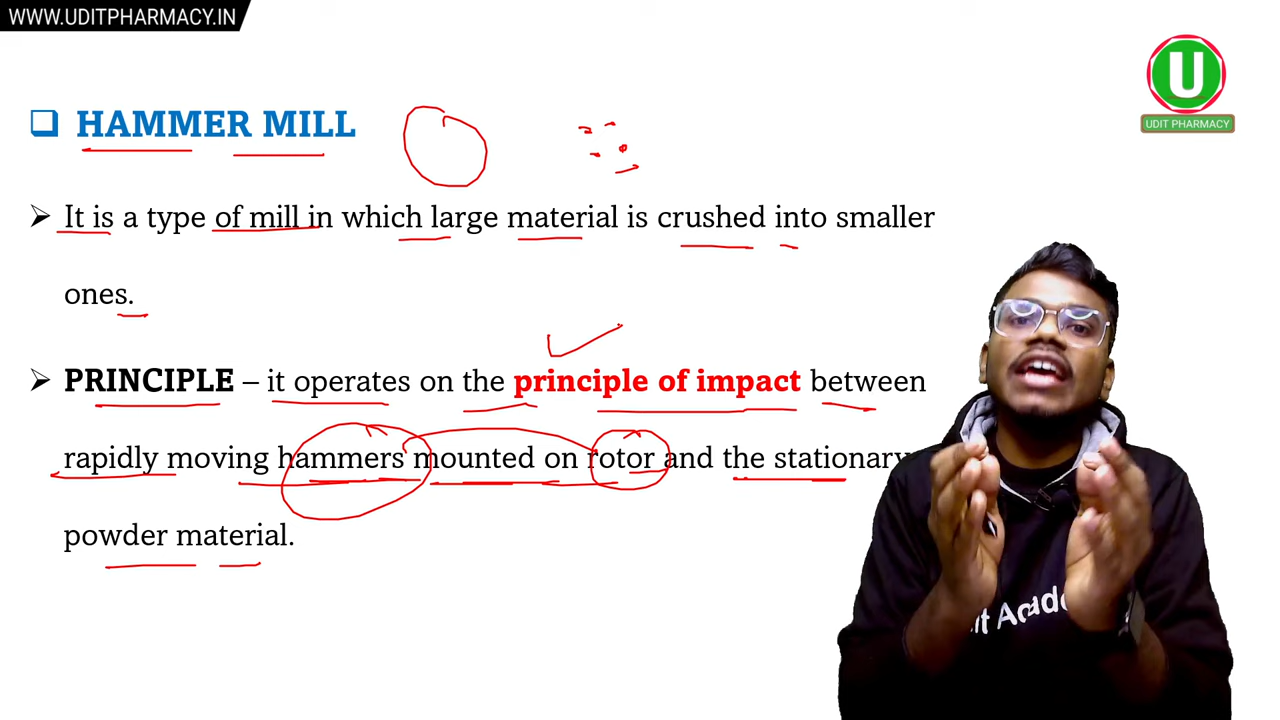 WWW.UDITPHARMACY.IN
U
UDIT PHARMACY
❑ HAMMER MILL
➢ It is a type of mill in which large material is crushed into smaller
ones.
➢ PRINCIPLE – it operates on the principle of impact between
rapidly moving hammers mounted on rotor and the stationary
powder material.